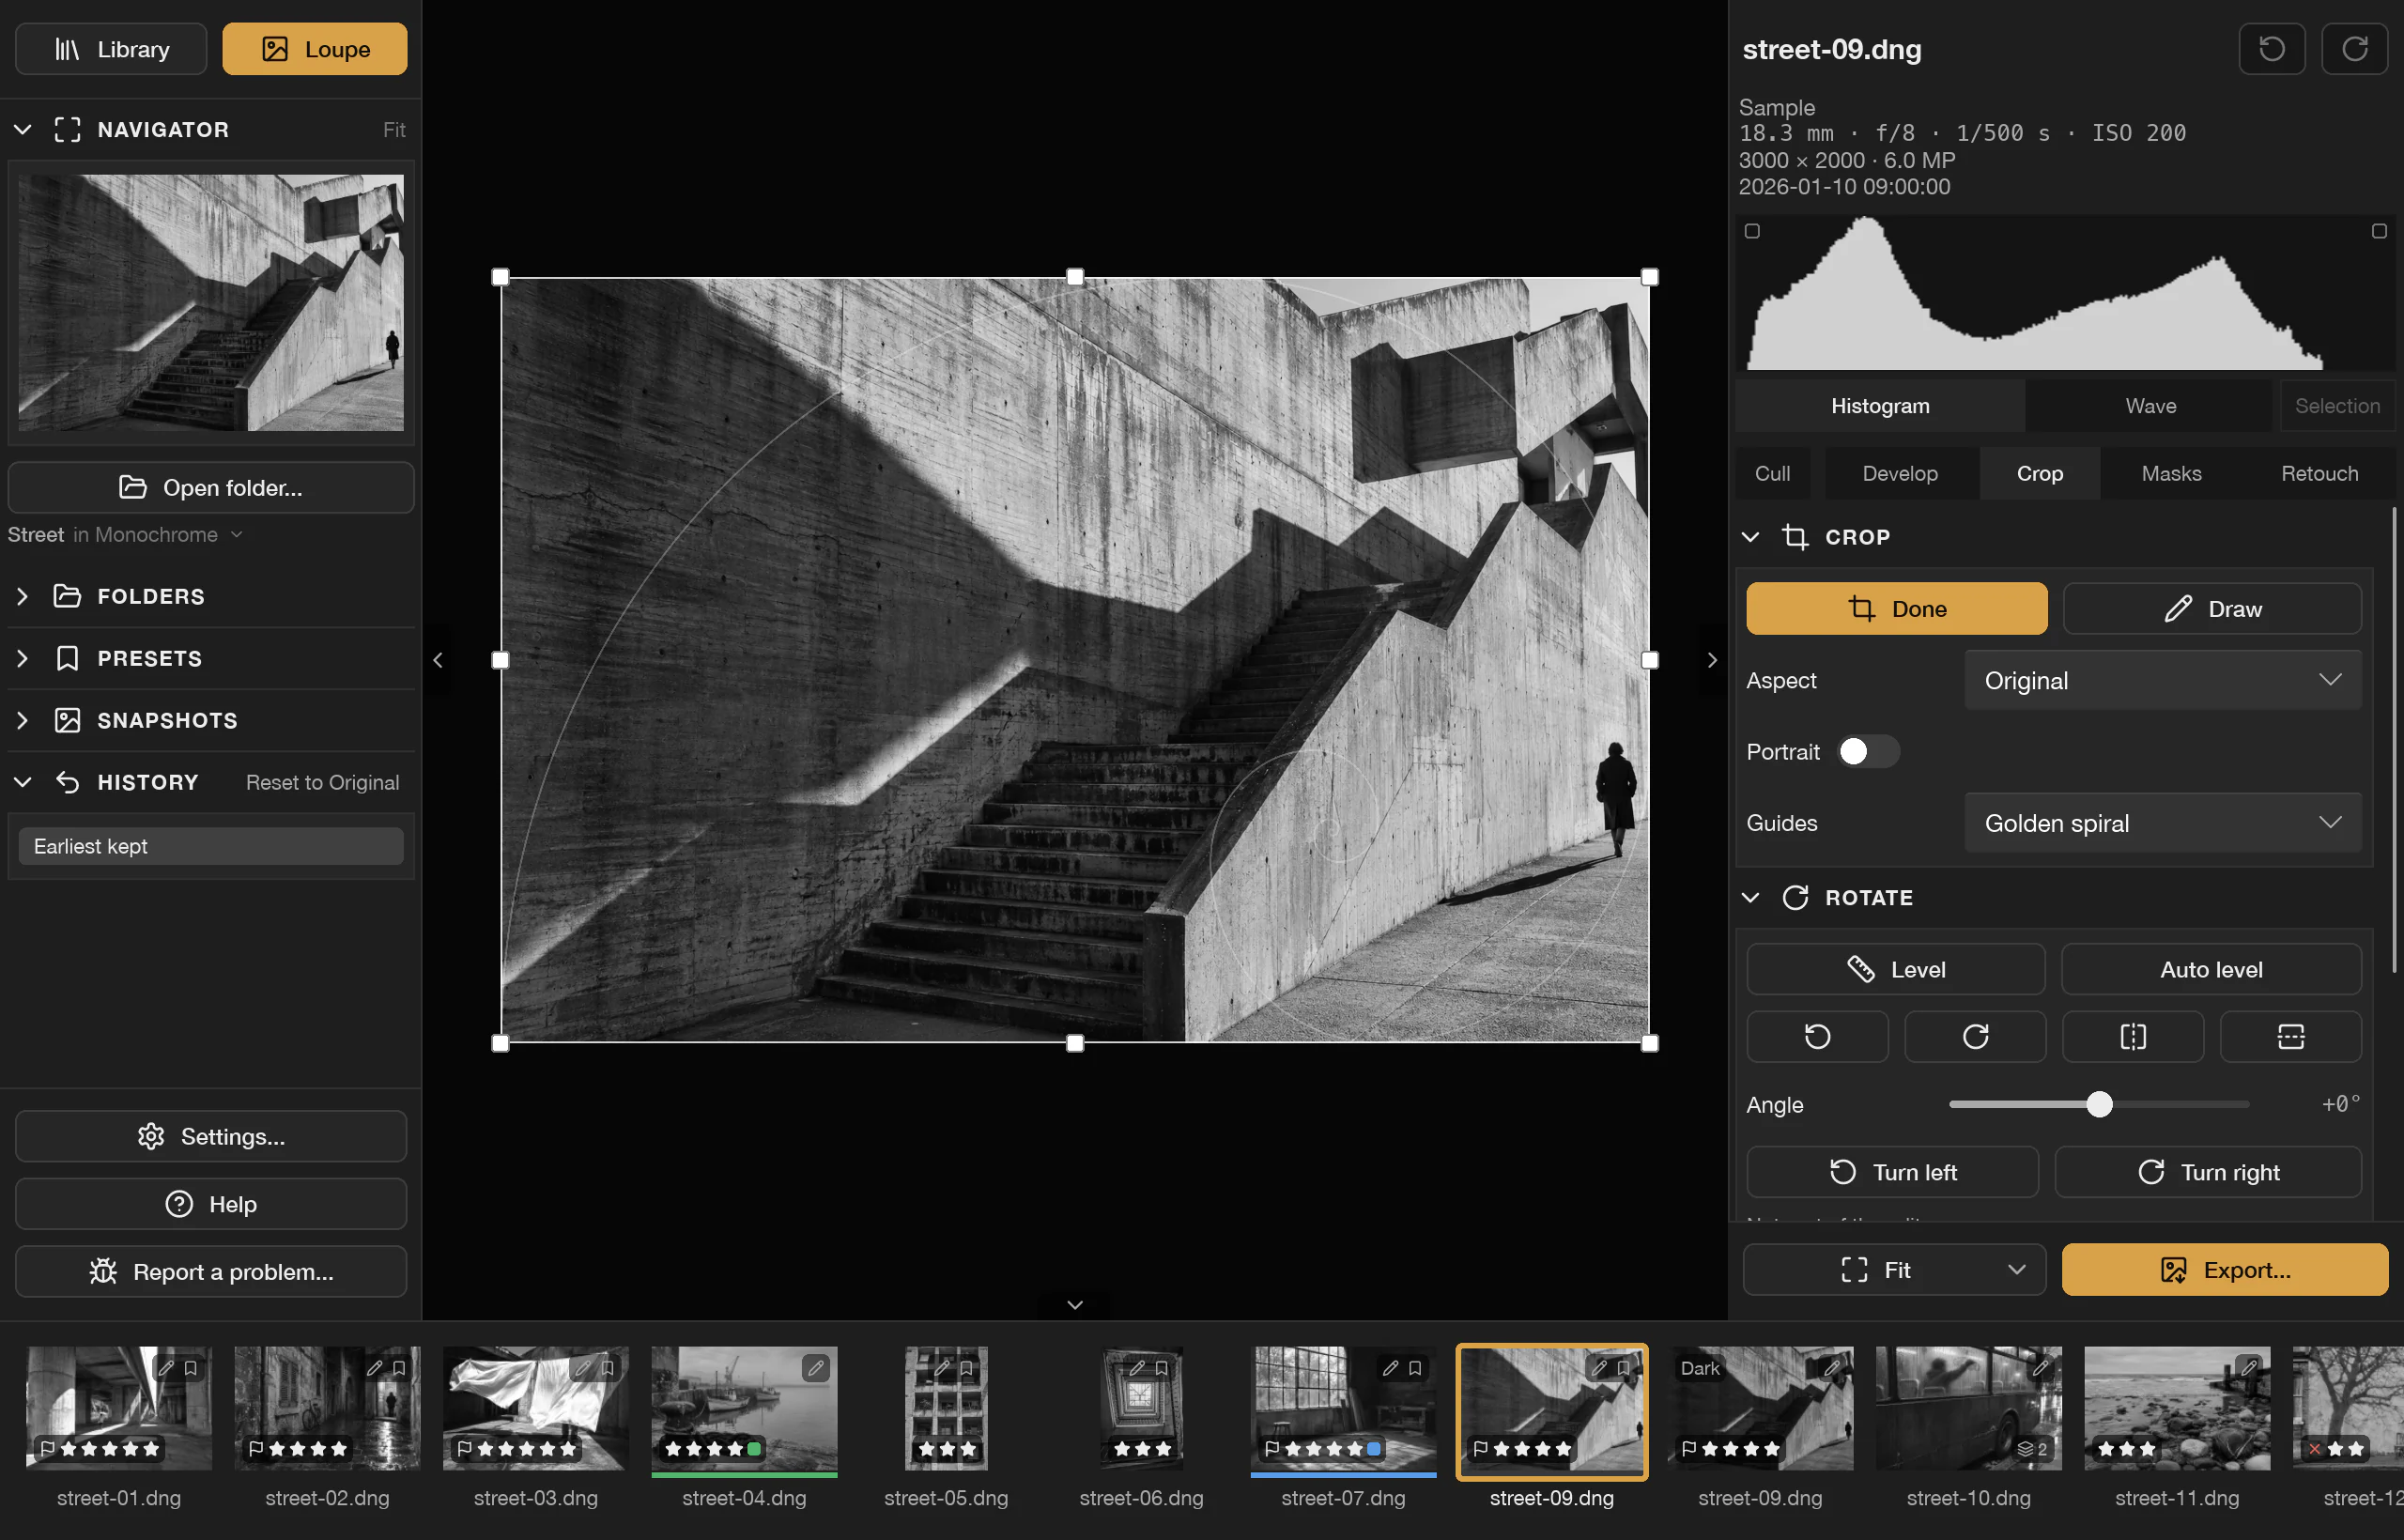 Library
Loupe
NAVIGATOR
Fit
Open folder...
Street in Monochrome
FOLDERS
PRESETS
SNAPSHOTS
HISTORY
Reset to Original
Earliest kept
Settings...
Help
Report a problem...
street-09.dng
Sample
18.3 mm · f/8 · 1/500 s · ISO 200
3000 × 2000 · 6.0 MP
2026-01-10 09:00:00
Histogram
Wave
Selection
Cull
Develop
Crop
Masks
Retouch
CROP
Done
Draw
Aspect
Original
Portrait
Guides
Golden spiral
ROTATE
Level
Auto level
Angle
+0°
Turn left
Turn right
Fit
Export...
Dark
2
street-01.dng
street-02.dng
street-03.dng
street-04.dng
street-05.dng
street-06.dng
street-07.dng
street-09.dng
street-09.dng
street-10.dng
street-11.dng
street-12